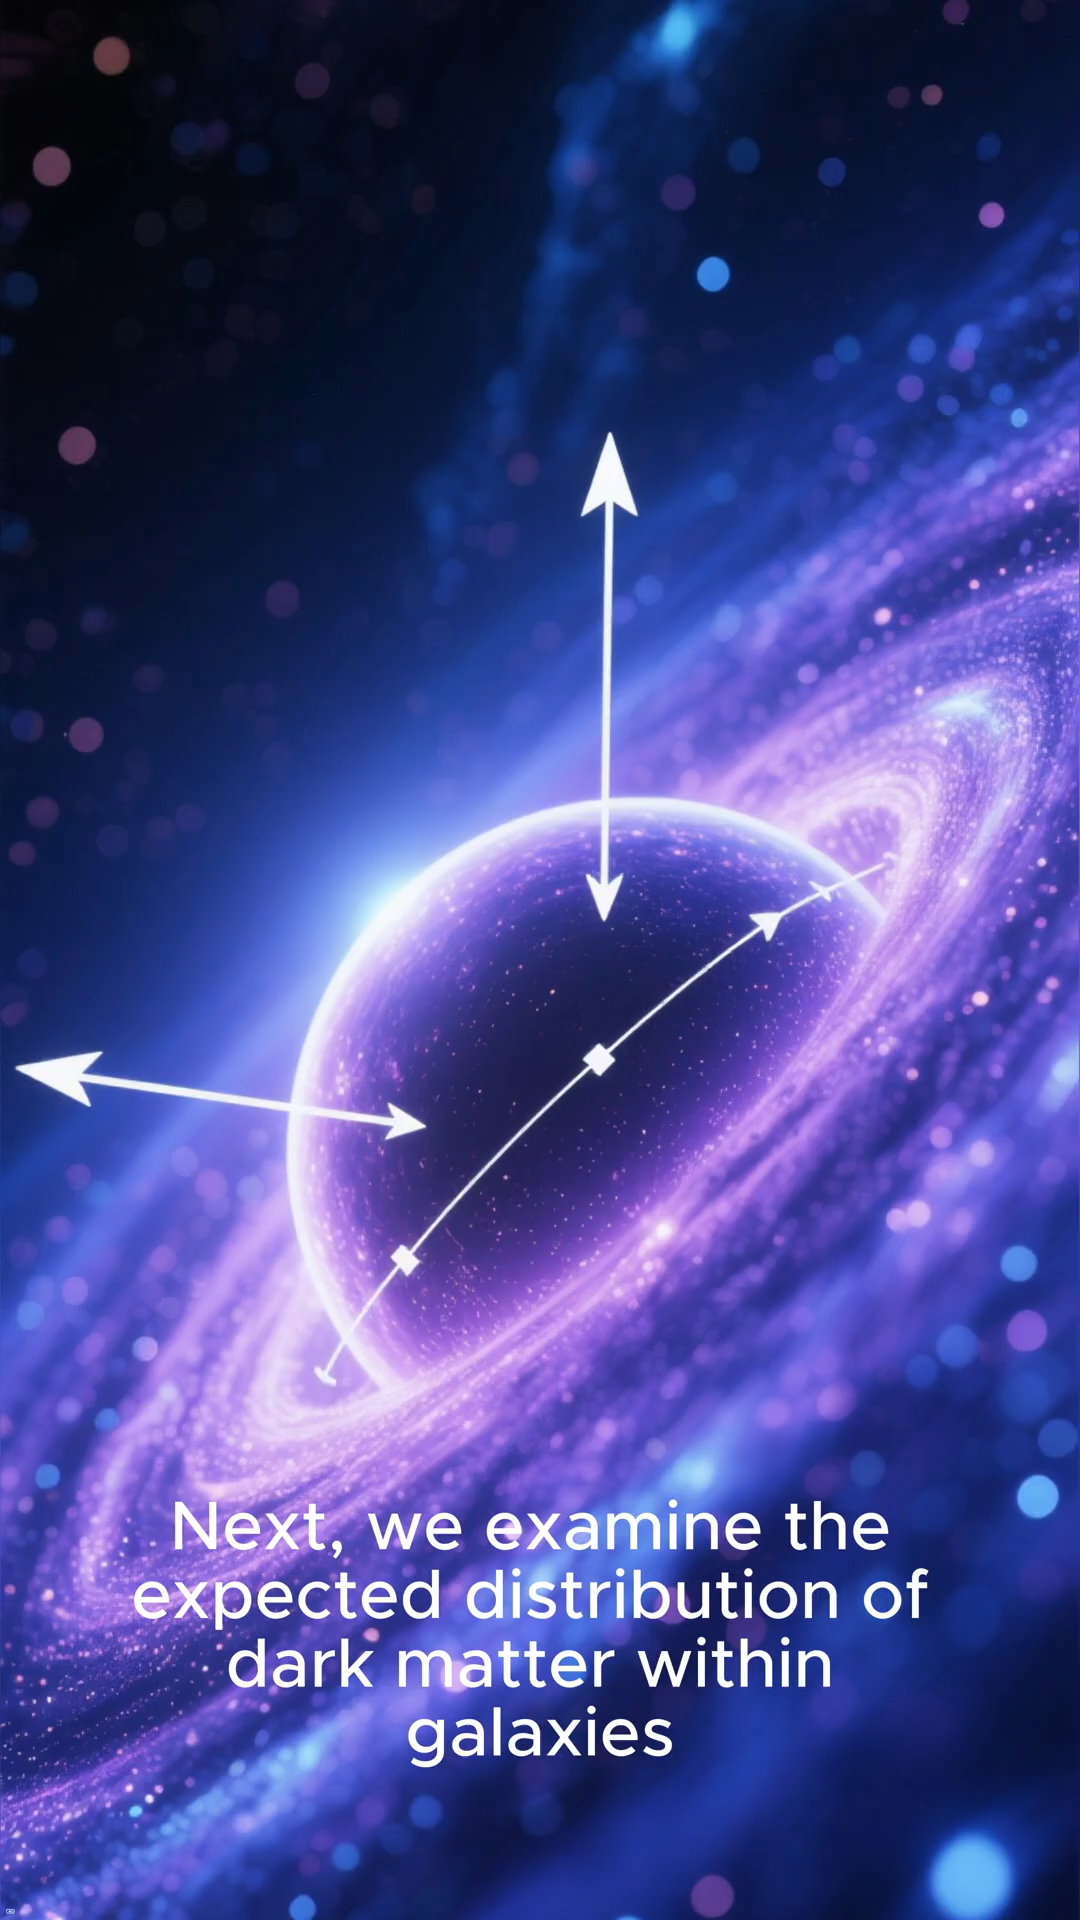 Next, we examine the
expected distribution of
dark matter within
galaxies